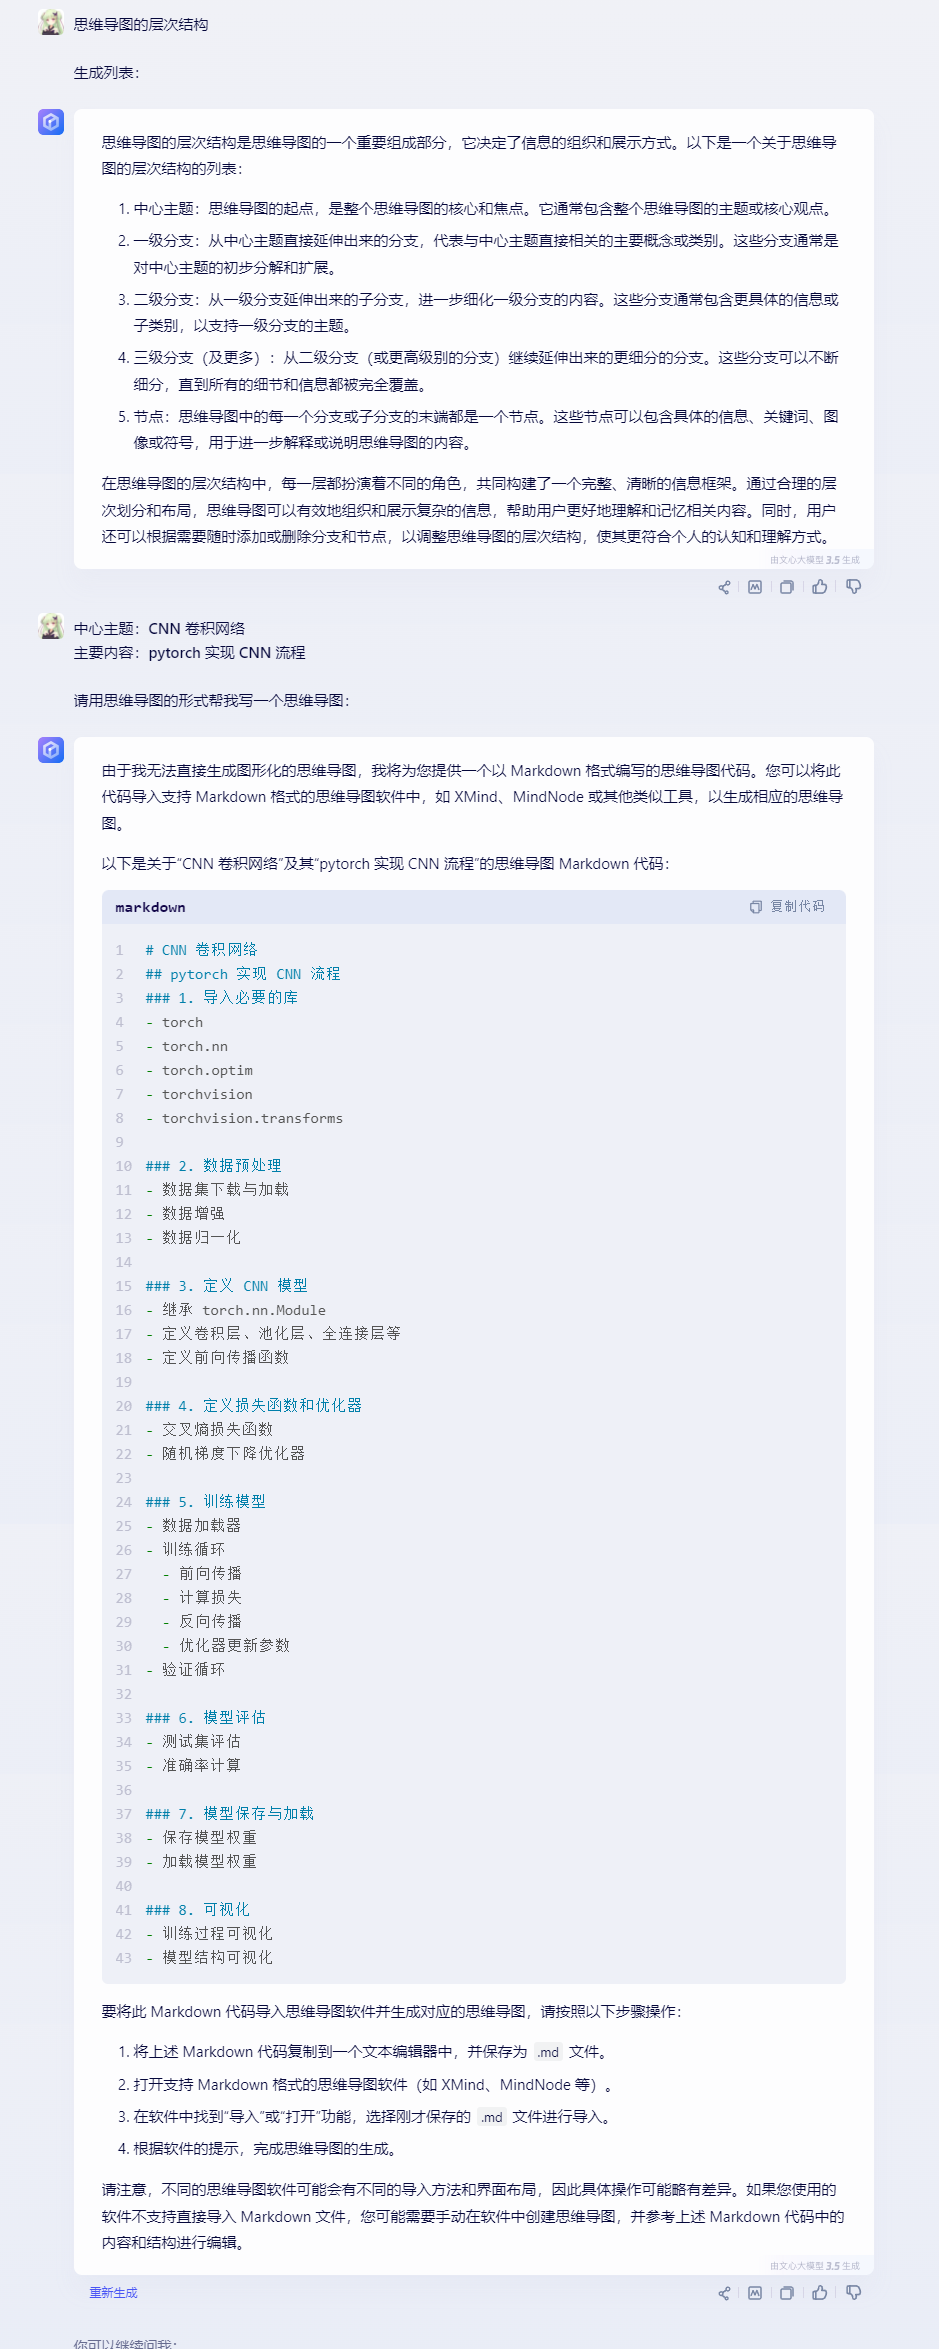 思维导图的层次结构
生成列表：
思维导图的层次结构是思维导图的一个重要组成部分，它决定了信息的组织和展示方式。以下是一个关于思维导
图的层次结构的列表：
1. 中心主题：思维导图的起点，是整个思维导图的核心和焦点。它通常包含整个思维导图的主题或核心观点。
2. 一级分支：从中心主题直接延伸出来的分支，代表与中心主题直接相关的主要概念或类别。这些分支通常是
对中心主题的初步分解和扩展。
3. 二级分支：从一级分支延伸出来的子分支，进一步细化一级分支的内容。这些分支通常包含更具体的信息或
子类别，以支持一级分支的主题。
4. 三级分支（及更多）：从二级分支（或更高级别的分支）继续延伸出来的更细分的分支。这些分支可以不断
细分，直到所有的细节和信息都被完全覆盖。
5. 节点：思维导图中的每一个分支或子分支的末端都是一个节点。这些节点可以包含具体的信息、关键词、图
像或符号，用于进一步解释或说明思维导图的内容。
在思维导图的层次结构中，每一层都扮演着不同的角色，共同构建了一个完整、清晰的信息框架。通过合理的层
次划分和布局，思维导图可以有效地组织和展示复杂的信息，帮助用户更好地理解和记忆相关内容。同时，用户
还可以根据需要随时添加或删除分支和节点，以调整思维导图的层次结构，使其更符合个人的认知和理解方式。
由文心大模型 3.5 生成
中心主题：CNN 卷积网络
主要内容：pytorch 实现 CNN 流程
请用思维导图的形式帮我写一个思维导图：
由于我无法直接生成图形化的思维导图，我将为您提供一个以 Markdown 格式编写的思维导图代码。您可以将此
代码导入支持 Markdown 格式的思维导图软件中，如 XMind、MindNode 或其他类似工具，以生成相应的思维导
图。
以下是关于“CNN 卷积网络”及其“pytorch 实现 CNN 流程”的思维导图 Markdown 代码：
markdown 复制代码
1 # CNN 卷积网络
2 ## pytorch 实现 CNN 流程
3 ### 1. 导入必要的库
4 - torch
5 - torch.nn
6 - torch.optim
7 - torchvision
8 - torchvision.transforms
9
10 ### 2. 数据预处理
11 - 数据集下载与加载
12 - 数据增强
13 - 数据归一化
14
15 ### 3. 定义 CNN 模型
16 - 继承 torch.nn.Module
17 - 定义卷积层、池化层、全连接层等
18 - 定义前向传播函数
19
20 ### 4. 定义损失函数和优化器
21 - 交叉熵损失函数
22 - 随机梯度下降优化器
23
24 ### 5. 训练模型
25 - 数据加载器
26 - 训练循环
27 - 前向传播
28 - 计算损失
29 - 反向传播
30 - 优化器更新参数
31 - 验证循环
32
33 ### 6. 模型评估
34 - 测试集评估
35 - 准确率计算
36
37 ### 7. 模型保存与加载
38 - 保存模型权重
39 - 加载模型权重
40
41 ### 8. 可视化
42 - 训练过程可视化
43 - 模型结构可视化
要将此 Markdown 代码导入思维导图软件并生成对应的思维导图，请按照以下步骤操作：
1. 将上述 Markdown 代码复制到一个文本编辑器中，并保存为 .md 文件。
2. 打开支持 Markdown 格式的思维导图软件（如 XMind、MindNode 等）。
3. 在软件中找到“导入”或“打开”功能，选择刚才保存的 .md 文件进行导入。
4. 根据软件的提示，完成思维导图的生成。
请注意，不同的思维导图软件可能会有不同的导入方法和界面布局，因此具体操作可能略有差异。如果您使用的
软件不支持直接导入 Markdown 文件，您可能需要手动在软件中创建思维导图，并参考上述 Markdown 代码中的
内容和结构进行编辑。
由文心大模型 3.5 生成
重新生成
你可以继续问我：